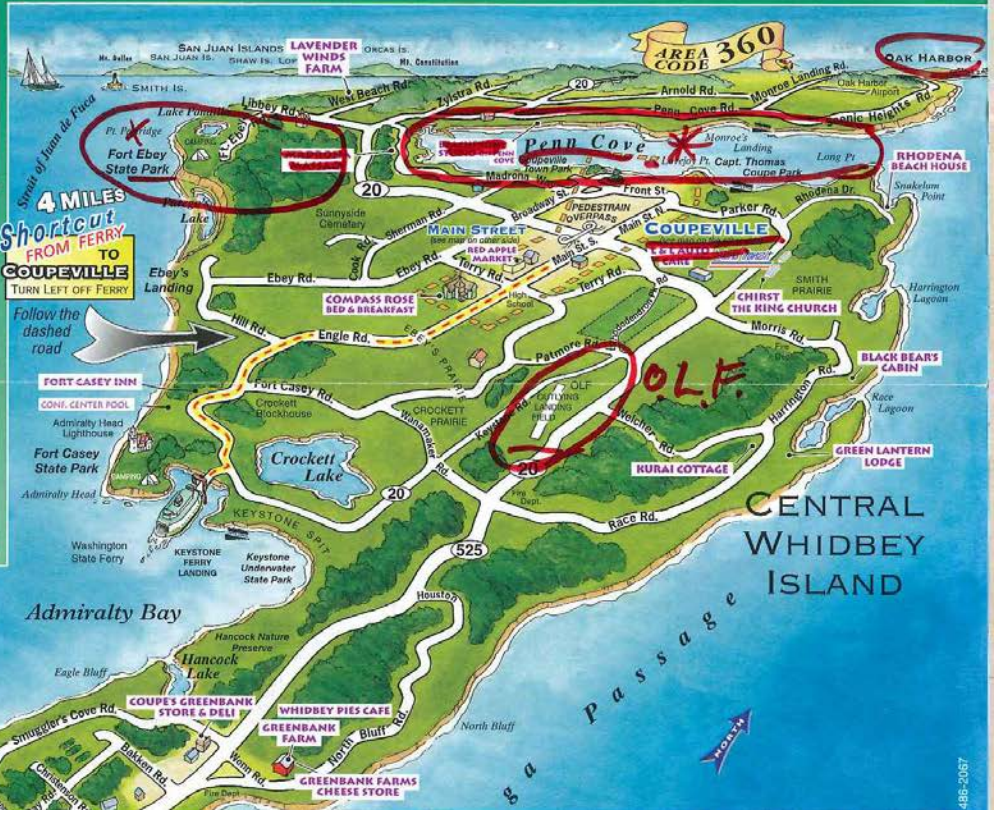 SAN JUAN ISLANDS
LAVENDER
WINDS
FARM
ORCAS IS.
SAN JUAN IS.
SHAW IS.
Mt. Constitution
SMITH IS.
AREA
CODE 360
OAK HARBOR
Strait of Juan de Fuca
Libbey Rd.
West Beach Rd.
Zylstra Rd.
20
Arnold Rd.
Monroe Landing Rd.
Oak Harbor
Airport
Penn Cove Rd.
Scenic Heights Rd.
CAMPING
Fort Ebey
State Park
Penn Cove
Monroe's
Landing
Long Pt
Coupeville
Town Park
Lovejoy Pt.
Capt. Thomas
Coupe Park
Madrona
RHODENA
BEACH HOUSE
Snakelum
Point
Rhodena Dr.
20
Front St.
Broadway St.
PEDESTRIAN
OVERPASS
Parker Rd.
Main St. N.
4 MILES
Shortcut
FROM FERRY
TO
COUPEVILLE
TURN LEFT OFF FERRY
Lake
Sunnyside
Cemetery
Sherman Rd.
Cook Rd.
MAIN STREET
(see map on other side)
RED APPLE
MARKET
Main St. S.
COUPEVILLE
Ebey's
Landing
Ebey Rd.
Ebey Rd.
Terry Rd.
Terry Rd.
High
School
SMITH
PRAIRIE
Harrington
Lagoon
COMPASS ROSE
BED & BREAKFAST
CHIRST
THE KING CHURCH
Follow the
dashed
road
Hill Rd.
Engle Rd.
EBEY'S PRAIRIE
Patmore Rd.
Morris Rd.
BLACK BEAR'S
CABIN
FORT CASEY INN
CONF. CENTER POOL
Fort Casey Rd.
Crockett
Blockhouse
CROCKETT
PRAIRIE
Keystone Rd.
OLF
OUTLYING
LANDING
FIELD
O.L.F.
Welcher Rd.
Harrington Rd.
Race
Lagoon
Admiralty Head
Lighthouse
Fort Casey
State Park
CAMPING
Admiralty Head
Crockett
Lake
Wanamaker Rd.
20
20
Fire
Dept.
KURAI COTTAGE
GREEN LANTERN
LODGE
Race Rd.
KEYSTONE SPIT
Washington
State Ferry
KEYSTONE
FERRY
LANDING
Keystone
Underwater
State Park
525
CENTRAL
WHIDBEY
ISLAND
Admiralty Bay
Houston
Hancock Nature
Preserve
Hancock
Lake
Eagle Bluff
Passage
COUPE'S GREENBANK
STORE & DELI
WHIDBEY PIES CAFE
Smuggler's Cove Rd.
GREENBANK
FARM
North Bluff Rd.
North Bluff
NORTH
Bakken Rd.
Wonn Rd.
GREENBANK FARMS
CHEESE STORE
Christenson R
Fire Dept
486-2067